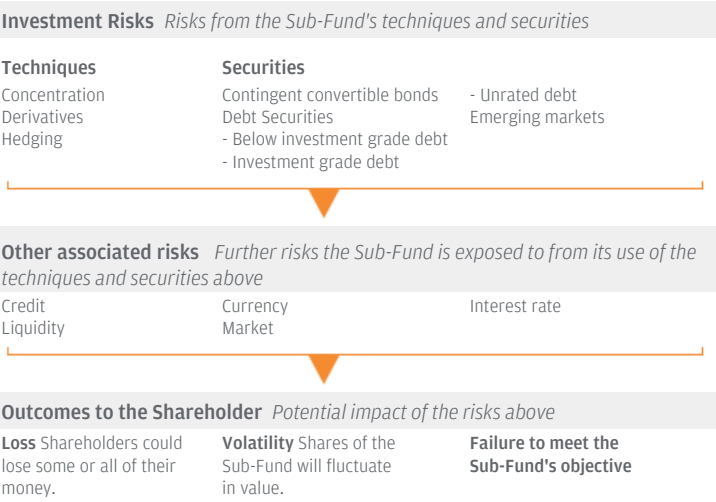 Investment Risks Risks from the Sub-Fund's techniques and securities
Techniques
Concentration
Derivatives
Hedging
Securities
Contingent convertible bonds
Debt Securities
- Below investment grade debt
- Investment grade debt
- Unrated debt
Emerging markets
Other associated risks Further risks the Sub-Fund is exposed to from its use of the
techniques and securities above
Credit
Liquidity
Currency
Market
Interest rate
Outcomes to the Shareholder Potential impact of the risks above
Loss Shareholders could
lose some or all of their
money.
Volatility Shares of the
Sub-Fund will fluctuate
in value.
Failure to meet the
Sub-Fund's objective